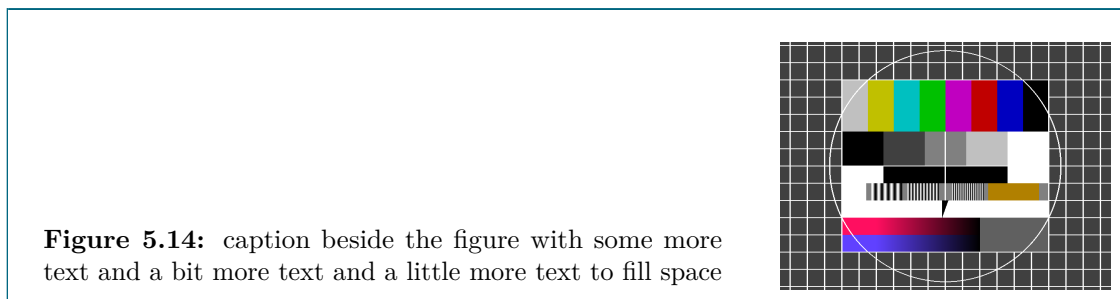 Figure 5.14: caption beside the figure with some more
text and a bit more text and a little more text to fill space